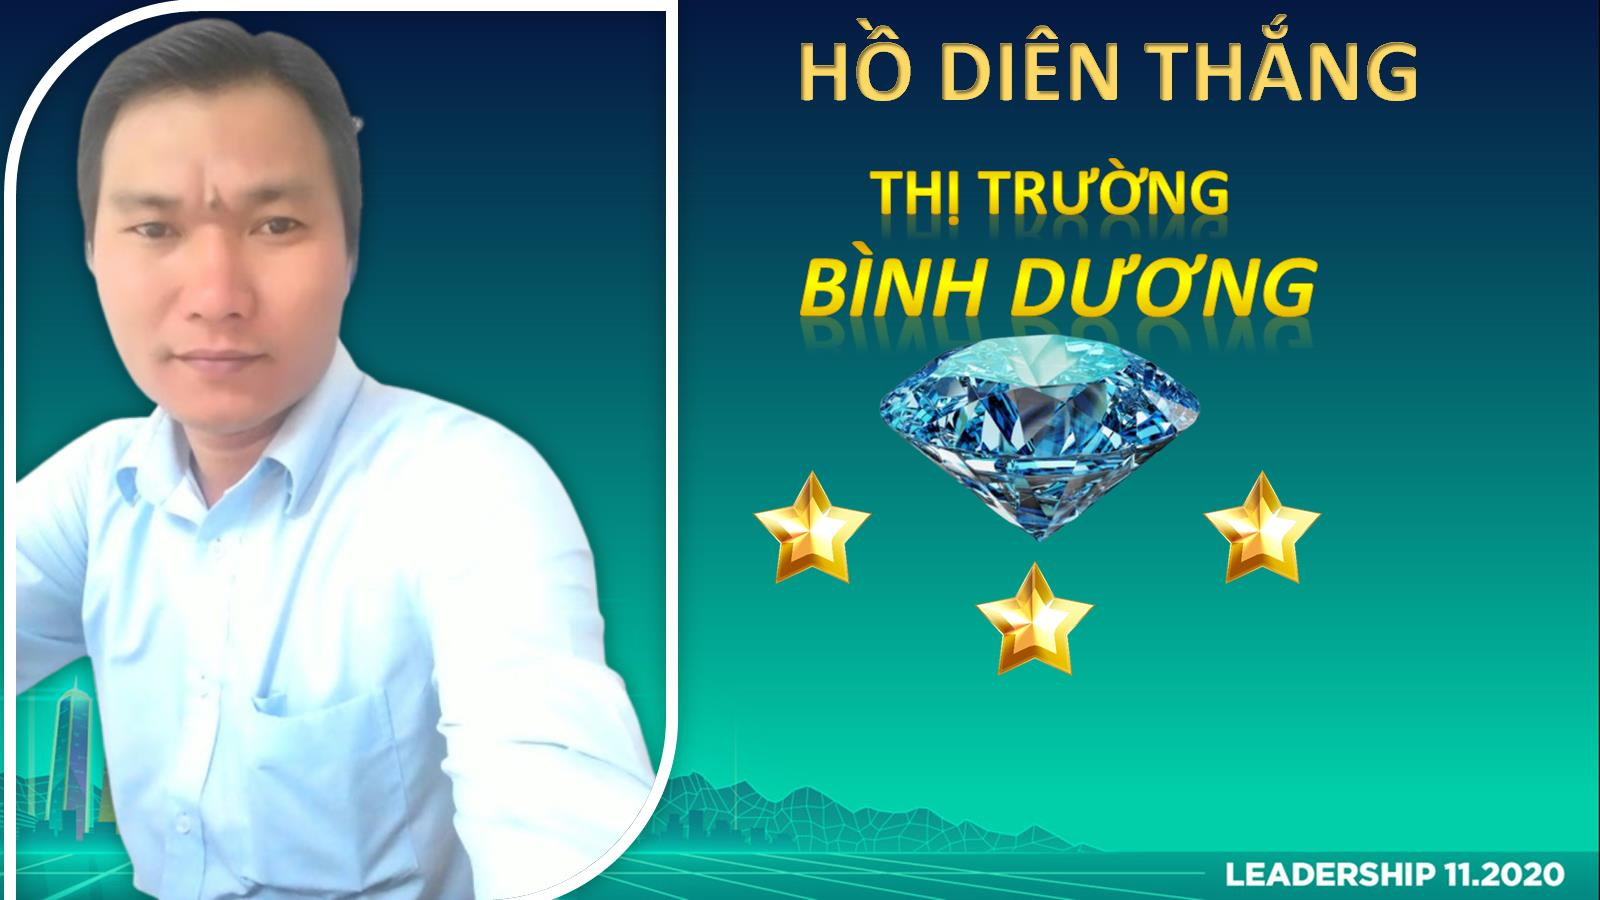 HỒ DIÊN THẮNG
THỊ TRƯỜNG
BÌNH DƯƠNG
LEADERSHIP 11.2020